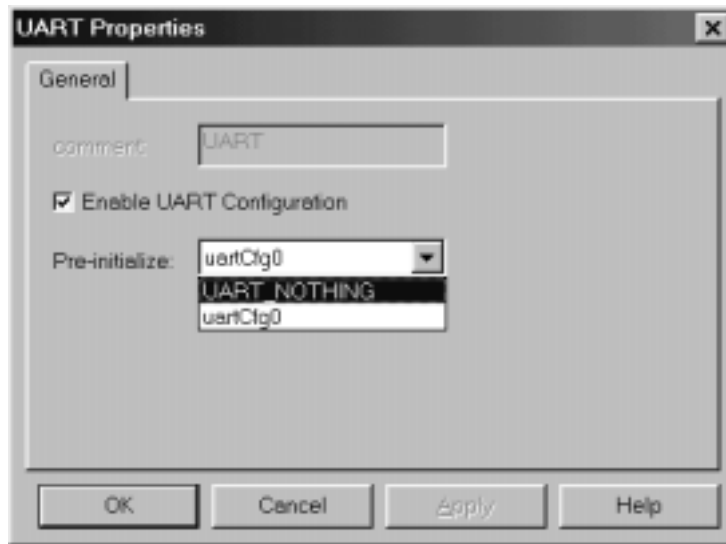 UART Properties
General
comment: UART
Enable UART Configuration
Pre-initialize: uartCfg0
UART_NOTHING
uartCfg0
OK Cancel Apply Help